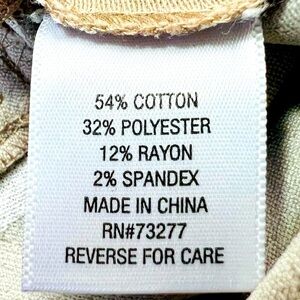 54% COTTON
32% POLYESTER
12% RAYON
2% SPANDEX
MADE IN CHINA
RN#73277
REVERSE FOR CARE